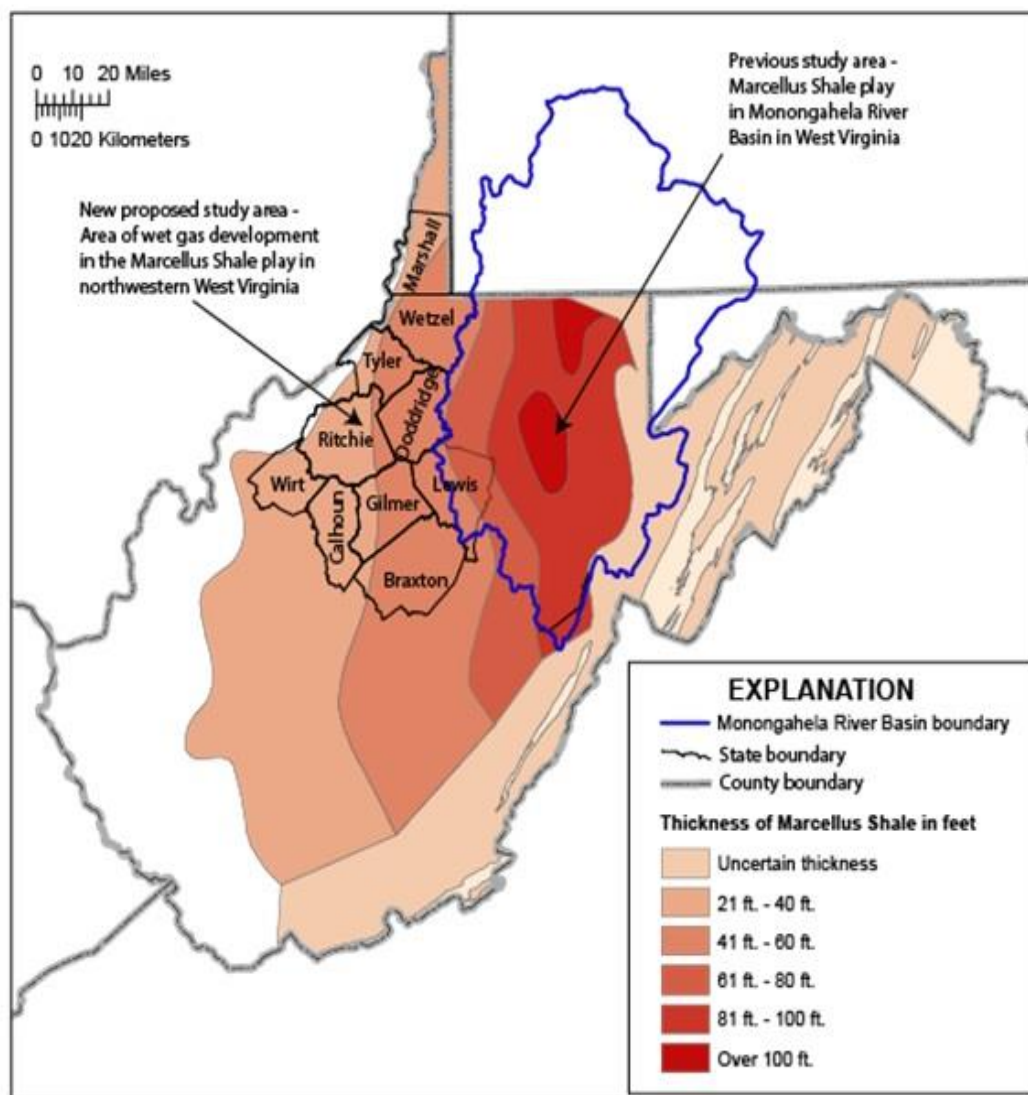 0 10 20 Miles
0 1020 Kilometers
Previous study area -
Marcellus Shale play
in Monongahela River
Basin in West Virginia
New proposed study area -
Area of wet gas development
in the Marcellus Shale play in
northwestern West Virginia
Marshall
Wetzel
Tyler
Doddridge
Ritchie
Wirt
Lewis
Gilmer
Calhoun
Braxton
EXPLANATION
Monongahela River Basin boundary
State boundary
County boundary
Thickness of Marcellus Shale in feet
Uncertain thickness
21 ft. - 40 ft.
41 ft. - 60 ft.
61 ft. - 80 ft.
81 ft. - 100 ft.
Over 100 ft.